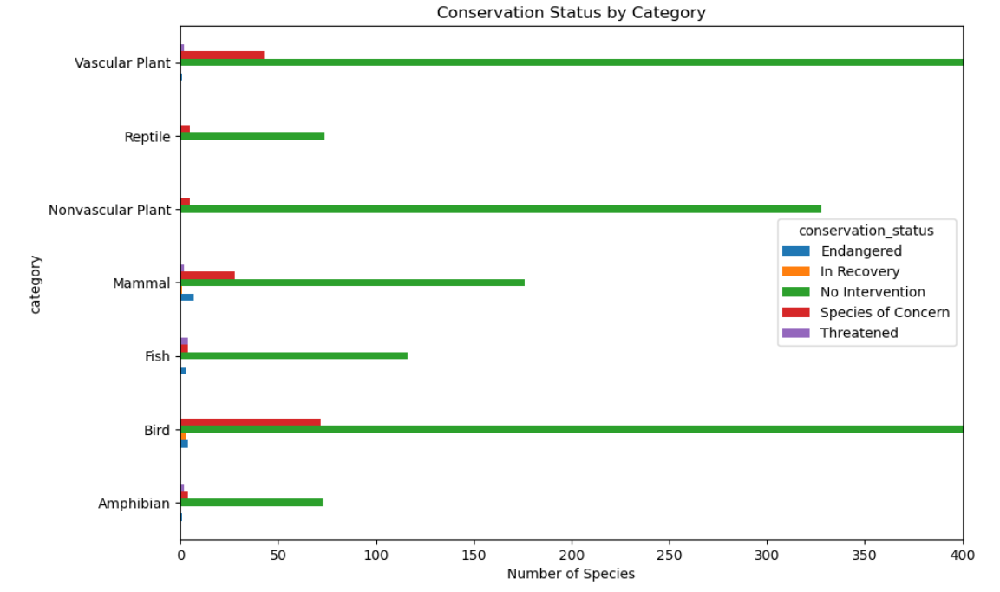 Conservation Status by Category
Vascular Plant
Reptile
Nonvascular Plant
Mammal
Fish
Bird
Amphibian
category
conservation_status
Endangered
In Recovery
No Intervention
Species of Concern
Threatened
0 50 100 150 200 250 300 350 400
Number of Species